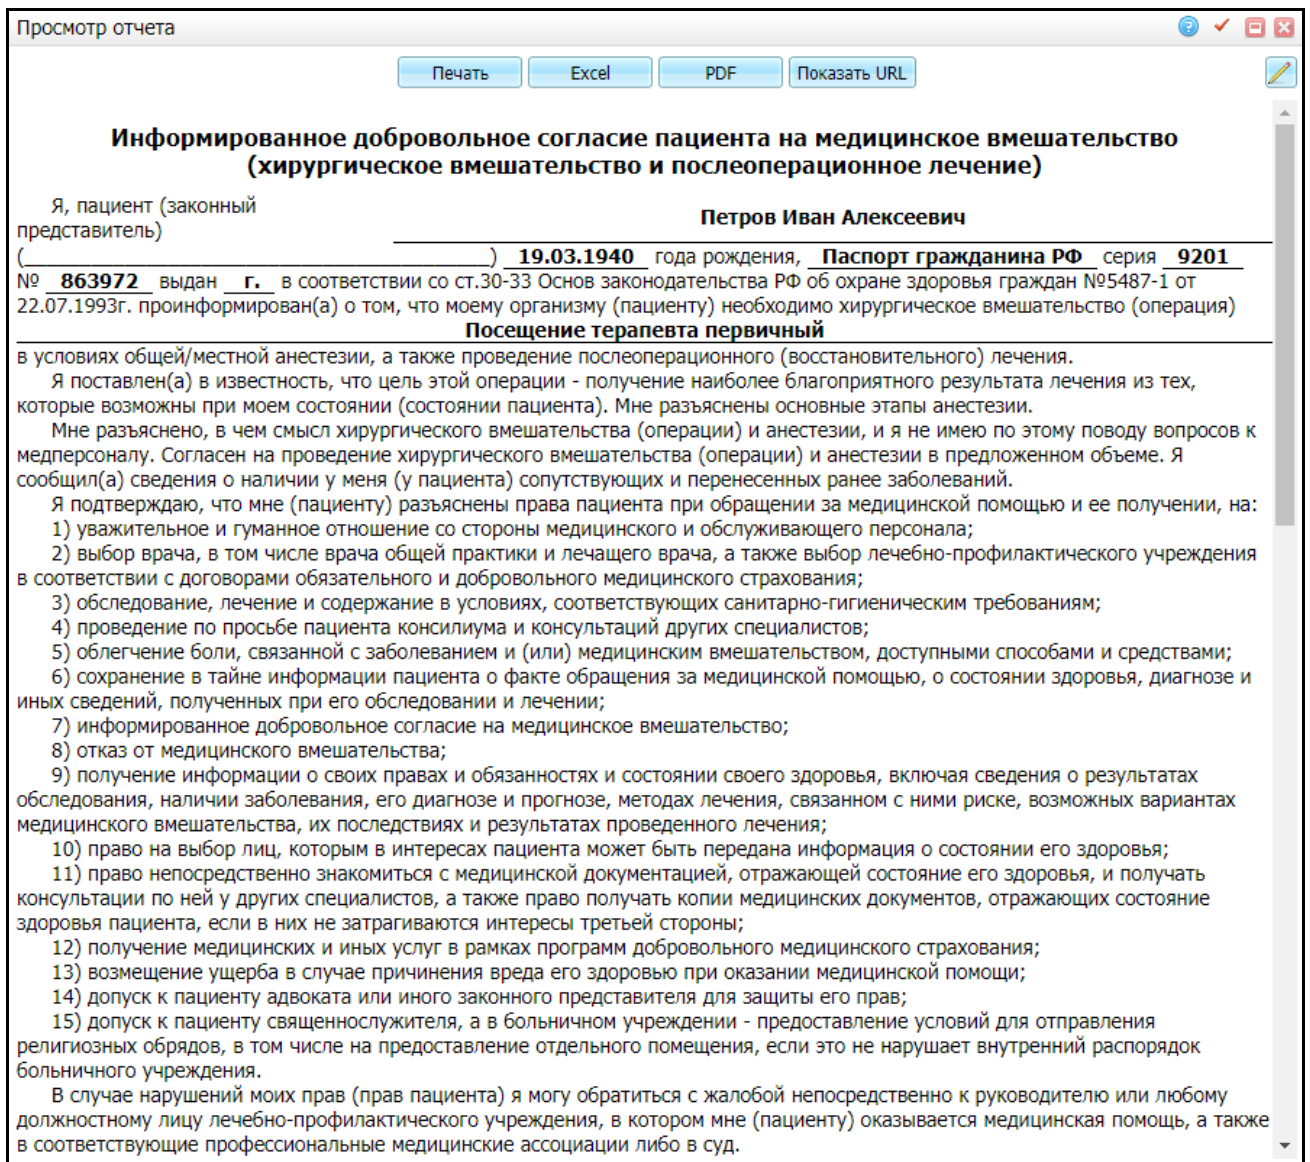 Просмотр отчета
Печать Excel PDF Показать URL
Информированное добровольное согласие пациента на медицинское вмешательство
(хирургическое вмешательство и послеоперационное лечение)
Я, пациент (законный
представитель) Петров Иван Алексеевич
(______________________________________) 19.03.1940 года рождения, Паспорт гражданина РФ серия 9201
№ 863972 выдан г. в соответствии со ст.30-33 Основ законодательства РФ об охране здоровья граждан №5487-1 от
22.07.1993г. проинформирован(а) о том, что моему организму (пациенту) необходимо хирургическое вмешательство (операция)
Посещение терапевта первичный
в условиях общей/местной анестезии, а также проведение послеоперационного (восстановительного) лечения.
Я поставлен(а) в известность, что цель этой операции - получение наиболее благоприятного результата лечения из тех,
которые возможны при моем состоянии (состоянии пациента). Мне разъяснены основные этапы анестезии.
Мне разъяснено, в чем смысл хирургического вмешательства (операции) и анестезии, и я не имею по этому поводу вопросов к
медперсоналу. Согласен на проведение хирургического вмешательства (операции) и анестезии в предложенном объеме. Я
сообщил(а) сведения о наличии у меня (у пациента) сопутствующих и перенесенных ранее заболеваний.
Я подтверждаю, что мне (пациенту) разъяснены права пациента при обращении за медицинской помощью и ее получении, на:
1) уважительное и гуманное отношение со стороны медицинского и обслуживающего персонала;
2) выбор врача, в том числе врача общей практики и лечащего врача, а также выбор лечебно-профилактического учреждения
в соответствии с договорами обязательного и добровольного медицинского страхования;
3) обследование, лечение и содержание в условиях, соответствующих санитарно-гигиеническим требованиям;
4) проведение по просьбе пациента консилиума и консультаций других специалистов;
5) облегчение боли, связанной с заболеванием и (или) медицинским вмешательством, доступными способами и средствами;
6) сохранение в тайне информации пациента о факте обращения за медицинской помощью, о состоянии здоровья, диагнозе и
иных сведений, полученных при его обследовании и лечении;
7) информированное добровольное согласие на медицинское вмешательство;
8) отказ от медицинского вмешательства;
9) получение информации о своих правах и обязанностях и состоянии своего здоровья, включая сведения о результатах
обследования, наличии заболевания, его диагнозе и прогнозе, методах лечения, связанном с ними риске, возможных вариантах
медицинского вмешательства, их последствиях и результатах проведенного лечения;
10) право на выбор лиц, которым в интересах пациента может быть передана информация о состоянии его здоровья;
11) право непосредственно знакомиться с медицинской документацией, отражающей состояние его здоровья, и получать
консультации по ней у других специалистов, а также право получать копии медицинских документов, отражающих состояние
здоровья пациента, если в них не затрагиваются интересы третьей стороны;
12) получение медицинских и иных услуг в рамках программ добровольного медицинского страхования;
13) возмещение ущерба в случае причинения вреда его здоровью при оказании медицинской помощи;
14) допуск к пациенту адвоката или иного законного представителя для защиты его прав;
15) допуск к пациенту священнослужителя, а в больничном учреждении - предоставление условий для отправления
религиозных обрядов, в том числе на предоставление отдельного помещения, если это не нарушает внутренний распорядок
больничного учреждения.
В случае нарушений моих прав (прав пациента) я могу обратиться с жалобой непосредственно к руководителю или любому
должностному лицу лечебно-профилактического учреждения, в котором мне (пациенту) оказывается медицинская помощь, а также
в соответствующие профессиональные медицинские ассоциации либо в суд.